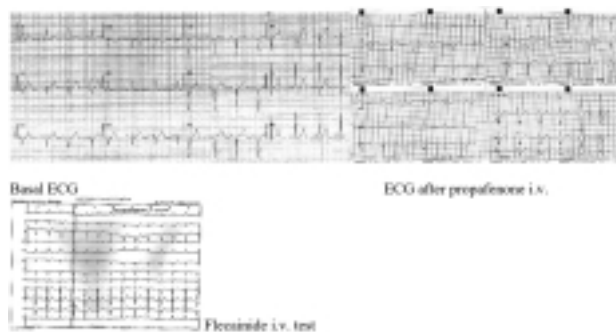 Basal ECG
ECG after propafenone i.v.
Flecainide i.v. test